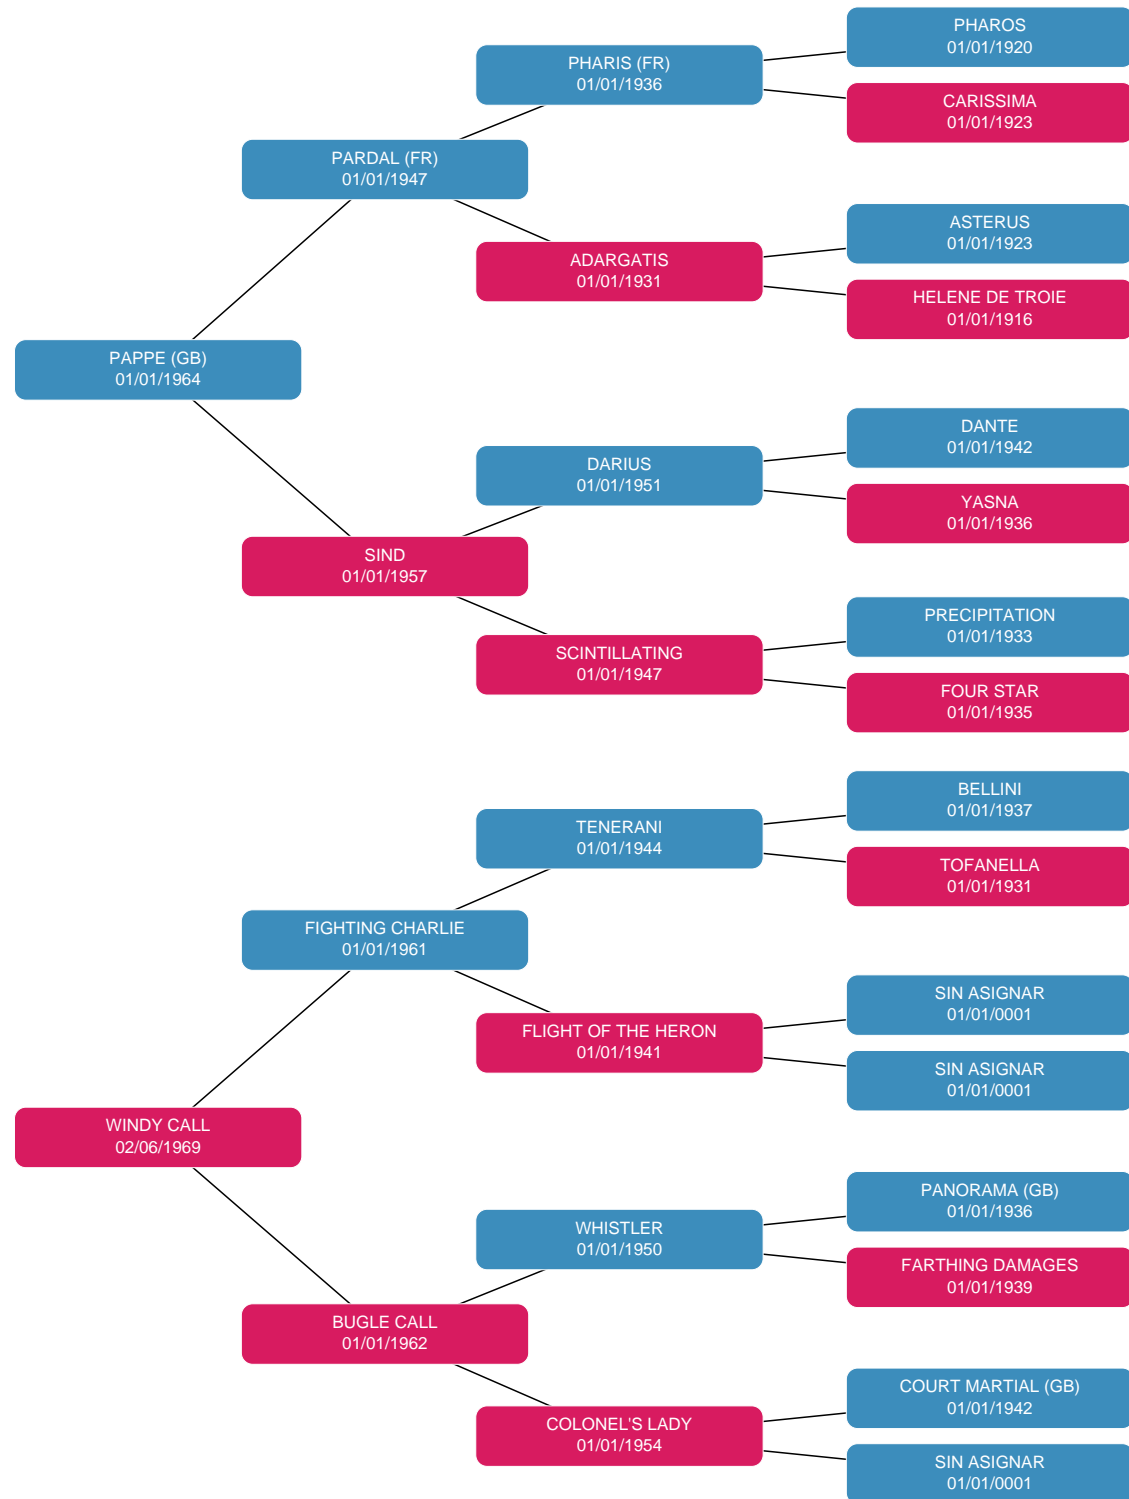 PHAROS
01/01/1920
PHARIS (FR)
01/01/1936
CARISSIMA
01/01/1923
PARDAL (FR)
01/01/1947
ASTERUS
01/01/1923
ADARGATIS
01/01/1931
HELENE DE TROIE
01/01/1916
PAPPE (GB)
01/01/1964
DANTE
01/01/1942
DARIUS
01/01/1951
YASNA
01/01/1936
SIND
01/01/1957
PRECIPITATION
01/01/1933
SCINTILLATING
01/01/1947
FOUR STAR
01/01/1935
BELLINI
01/01/1937
TENERANI
01/01/1944
TOFANELLA
01/01/1931
FIGHTING CHARLIE
01/01/1961
SIN ASIGNAR
01/01/0001
FLIGHT OF THE HERON
01/01/1941
SIN ASIGNAR
01/01/0001
WINDY CALL
02/06/1969
PANORAMA (GB)
01/01/1936
WHISTLER
01/01/1950
FARTHING DAMAGES
01/01/1939
BUGLE CALL
01/01/1962
COURT MARTIAL (GB)
01/01/1942
COLONEL'S LADY
01/01/1954
SIN ASIGNAR
01/01/0001